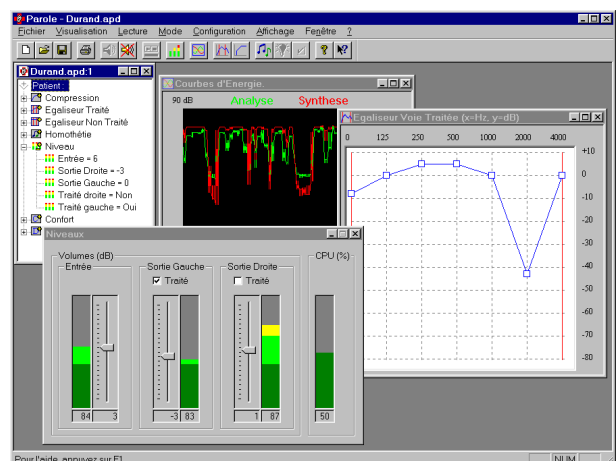 Parole - Durand.apd
Fichier Visualisation Lecture Mode Configuration Affichage Fenêtre ?
Durand.apd:1
Patient :
Compression
Egaliseur Traité
Egaliseur Non Traité
Homothétie
Niveau
Entrée = 6
Sortie Droite = -3
Sortie Gauche = 0
Traité droite = Non
Traité gauche = Oui
Confort
Courbes d'Energie.
90 dB Analyse Synthese
Egaliseur Voie Traitée (x=Hz, y=dB)
0 125 250 500 1000 2000 4000
+10
0
-10
-20
-30
-40
-50
-60
-70
-80
Niveaux
Volumes (dB) CPU (%)
Entrée Sortie Gauche Sortie Droite
Traité Traité
84 3 -3 83 1 87 50
Pour l'aide, appuyez sur F1
NUM